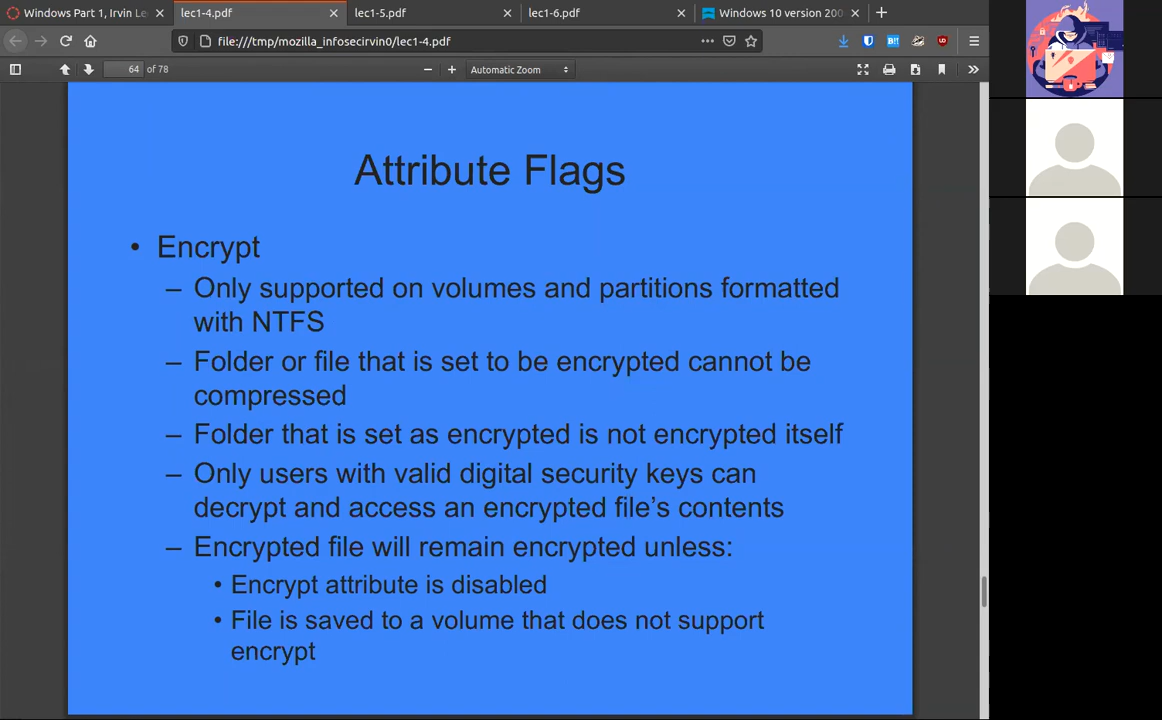 Windows Part 1, Irvin Le
lec1-4.pdf
lec1-5.pdf
lec1-6.pdf
Windows 10 version 200
file:///tmp/mozilla_infosecirvin0/lec1-4.pdf
64 of 78
Automatic Zoom
Attribute Flags
• Encrypt
– Only supported on volumes and partitions formatted
with NTFS
– Folder or file that is set to be encrypted cannot be
compressed
– Folder that is set as encrypted is not encrypted itself
– Only users with valid digital security keys can
decrypt and access an encrypted file’s contents
– Encrypted file will remain encrypted unless:
• Encrypt attribute is disabled
• File is saved to a volume that does not support
encrypt